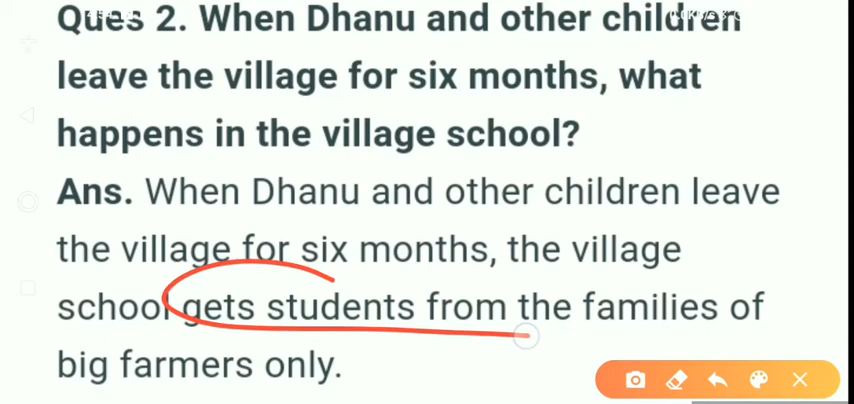 Ques 2. When Dhanu and other children
leave the village for six months, what
happens in the village school?
Ans. When Dhanu and other children leave
the village for six months, the village
school gets students from the families of
big farmers only.